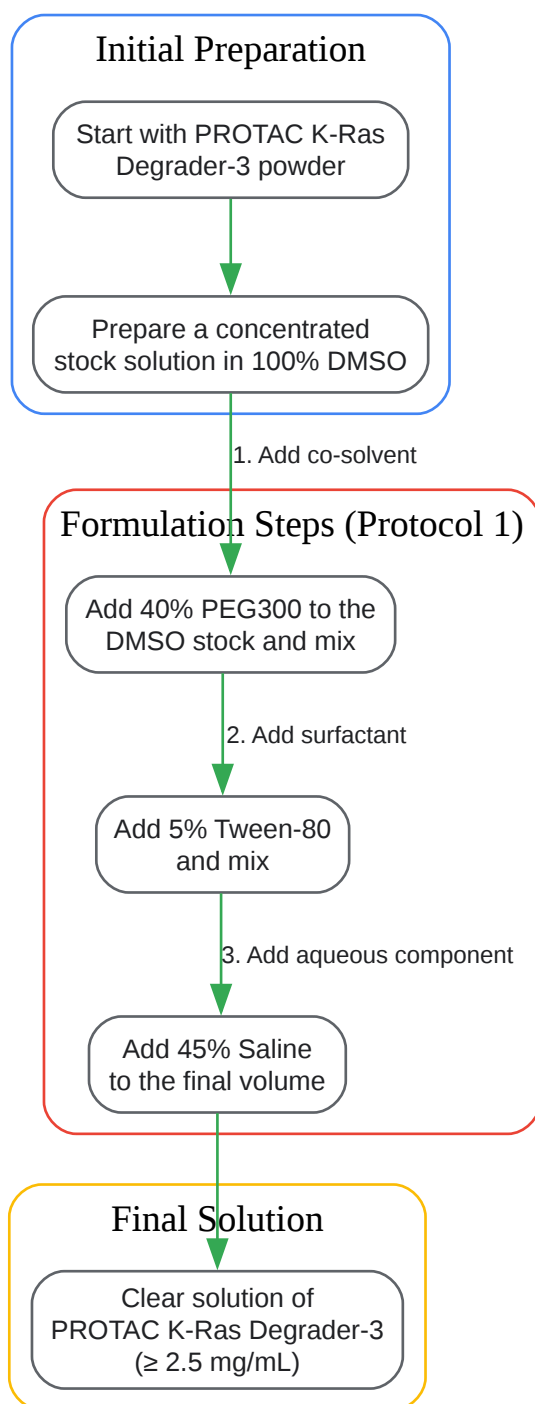 Initial Preparation
Start with PROTAC K-Ras
Degrader-3 powder
Prepare a concentrated
stock solution in 100% DMSO
1. Add co-solvent
Formulation Steps (Protocol 1)
Add 40% PEG300 to the
DMSO stock and mix
2. Add surfactant
Add 5% Tween-80
and mix
3. Add aqueous component
Add 45% Saline
to the final volume
Final Solution
Clear solution of
PROTAC K-Ras Degrader-3
(≥ 2.5 mg/mL)